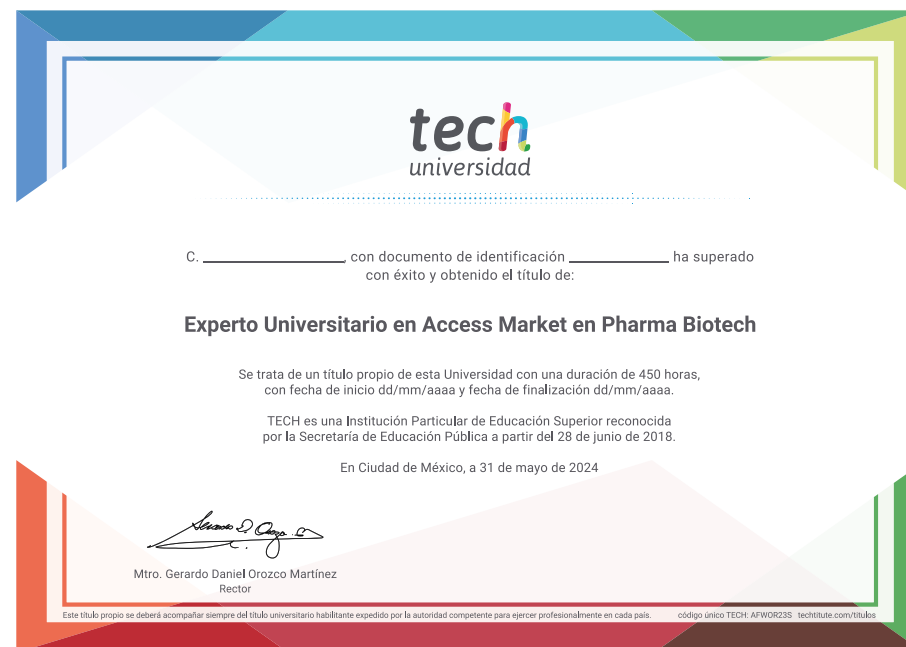 tech
universidad
C. ____________________, con documento de identificación ______________ ha superado
con éxito y obtenido el título de:
Experto Universitario en Access Market en Pharma Biotech
Se trata de un título propio de esta Universidad con una duración de 450 horas,
con fecha de inicio dd/mm/aaaa y fecha de finalización dd/mm/aaaa.
TECH es una Institución Particular de Educación Superior reconocida
por la Secretaría de Educación Pública a partir del 28 de junio de 2018.
En Ciudad de México, a 31 de mayo de 2024
Mtro. Gerardo Daniel Orozco Martínez
Rector
Este título propio se deberá acompañar siempre del título universitario habilitante expedido por la autoridad competente para ejercer profesionalmente en cada país. código único TECH: AFWOR23S techtitute.com/titulos